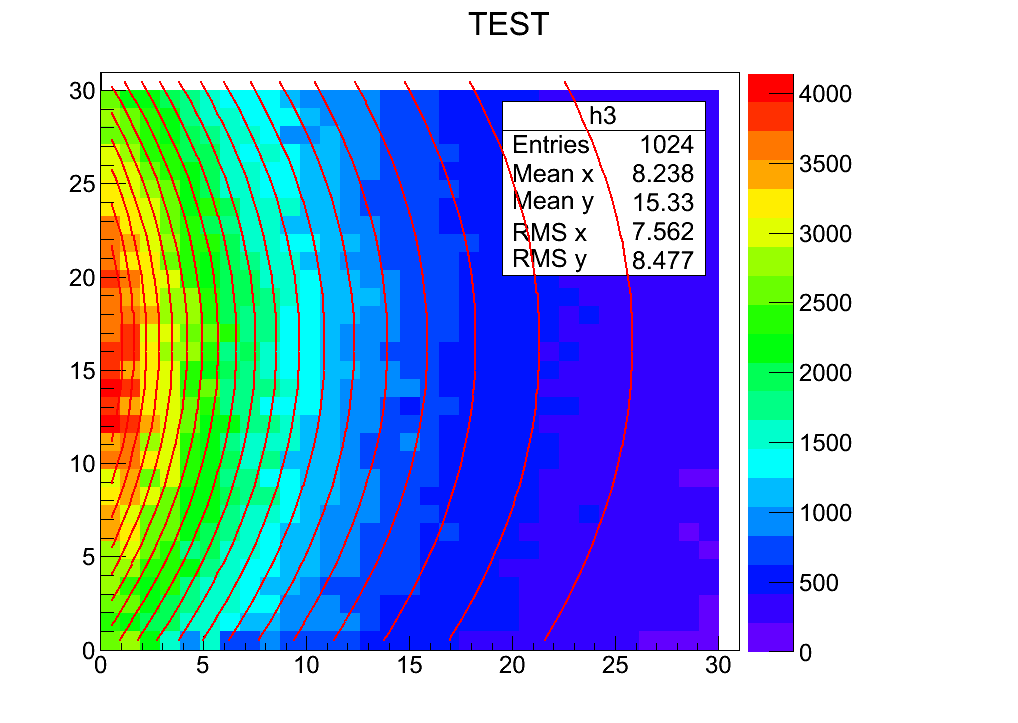 TEST
h3
Entries 1024
Mean x 8.238
Mean y 15.33
RMS x 7.562
RMS y 8.477
30
25
20
15
10
5
0
0 5 10 15 20 25 30
4000
3500
3000
2500
2000
1500
1000
500
0